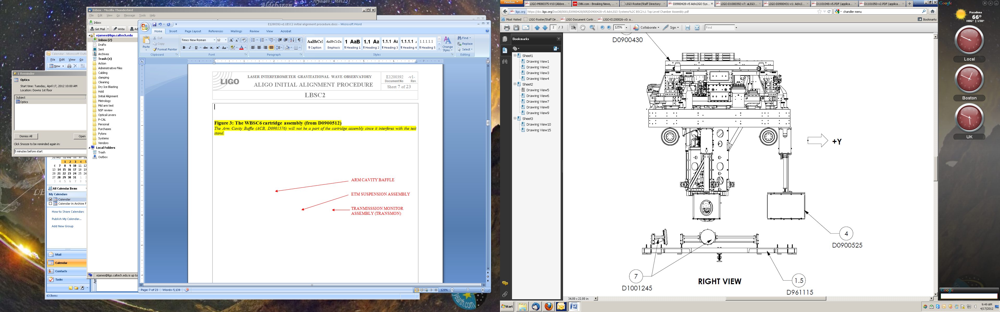 Aldebaran
Hyades (Mel25)
Calendar - Microsoft Outl
File Edit View Go
New
1 Reminder
Optics
Start time: Tuesday, April 17, 2012 10:00 AM
Location: Downs 1st floor
Subject
Optics
Dismiss All
Open
Click Snooze to be reminded again in:
5 minutes before start
1 2 3 4 5
6 7 8 9 10 11 12
13 14 15 16 17 18 19
20 21 22 23 24 25 26
27 28 29 30 31 1 2
3 4 5 6 7 8 9
All Calendar Items
My Calendars
Calendar
Calendar in Archive F
How to Share Calendars
Publish My Calendar...
Add New Group
Mail
Calendar
Contacts
Tasks
63 Items
Inbox - Mozilla Thunderbird
File Edit View Go Message Tools Help
Inbox
Get Mail Write Ad
ejames@ligo.caltech.edu
Inbox (2)
Drafts
Sent
Archives
Trash (4)
Action
Administrative Files
Cabling
clamping
Cleaning
Dry Ice Blasting
Hold
Initial Alignment
Metrology
Mid arm test
NSF review
Optical Levers
P-CAL
Personal
Purchases
Pylons
Systems
Vendors
Local Folders
Trash
Outbox
ejames@ligo.caltech.edu is up to
E1200392-v1 LBSC2 initial alignment procedure.docx - Microsoft Word
Home Insert Page Layout References Mailings Review View Acrobat
Paste
Cut
Copy
Format Painter
Clipboard
Times New Roman 12
Font
Paragraph
AaBbCcI AaBbCcDa 1 AaB 1.1 Aa 1.1.1 Aa 1.1.1.1 A 1.1.1.1.1
¶ Caption Emphasis ¶ Heading 1 ¶ Heading 2 ¶ Heading 3 ¶ Heading 4 ¶ Heading 5
Change Styles
Styles
Find
Replace
Select
Editing
LIGO
LASER INTERFEROMETER GRAVITATIONAL WAVE OBSERVATORY
ALIGO INITIAL ALIGNMENT PROCEDURE
E1200392 -v1-
Document No Rev.
Sheet 7 of 23
LBSC2
Figure 3: The WBSC6 cartridge assembly (from D0900512)
The Arm Cavity Baffle (ACB, D0901576) will not be a part of the cartridge assembly since it interferes with the test
stand.
ARM CAVITY BAFFLE
ETM SUSPENSION ASSEMBLY
TRANMISSSION MONITOR
ASSEMBLY (TRANSMON)
Page: 7 of 23 Words: 5,139
120%
Firefox
LIGO-M080375-V10 (Abbre...
CNN.com - Breaking News, ...
LIGO Roster/Staff Directory
D0900428-v5 AdvLIGO Sys...
LIGO-D1000392-v7: aLIGO...
LIGO-D0900431-v1: AdvLI...
D1101048-v5.PDF (applica...
D1101050-v2.PDF (applica...
ligo.org https://dcc.ligo.org/DocDB/0001/D0900428/005/D0900428-v5 AdvLIGO Systems%2C BSC2-L1 Top Level Chamber Assembly.pdf
chandler menu
Most Visited LIGO Roster/Staff Dir... LIGO Document Contr... LIGO-E1200026-x0: a...
Bookmarks
2 / 3 125% Collaborate Sign Find
Bookmarks
Sheet1
Drawing View1
Drawing View2
Drawing View3
Drawing View4
Sheet2
Drawing View5
Drawing View6
Drawing View7
Drawing View8
Drawing View9
Sheet3
Drawing View10
Drawing View15
D0900430
+Y
4
D0900525
7
D1001245
RIGHT VIEW
1.5
D961115
34.00 x 22.00 in
Start
Google
Pasadena
66°
H86° | L50°
Local
Boston
UK
Google
9:49 AM
4/17/2012